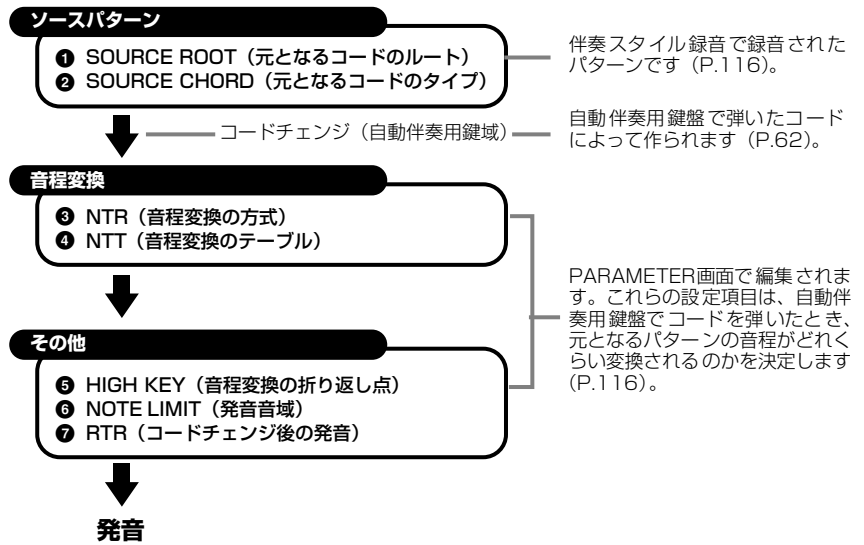 ソースパターン
❶ SOURCE ROOT（元となるコードのルート）
❷ SOURCE CHORD（元となるコードのタイプ）
伴奏スタイル録音で録音された
パターンです（P.116）。
コードチェンジ（自動伴奏用鍵域）
自動伴奏用鍵盤で弾いたコード
によって作られます（P.62）。
音程変換
❸ NTR（音程変換の方式）
❹ NTT（音程変換のテーブル）
PARAMETER画面で編集されま
す。これらの設定項目は、自動伴
奏用鍵盤でコードを弾いたとき、
元となるパターンの音程がどれく
らい変換されるのかを決定します
（P.116）。
その他
❺ HIGH KEY（音程変換の折り返し点）
❻ NOTE LIMIT（発音音域）
❼ RTR（コードチェンジ後の発音）
発音